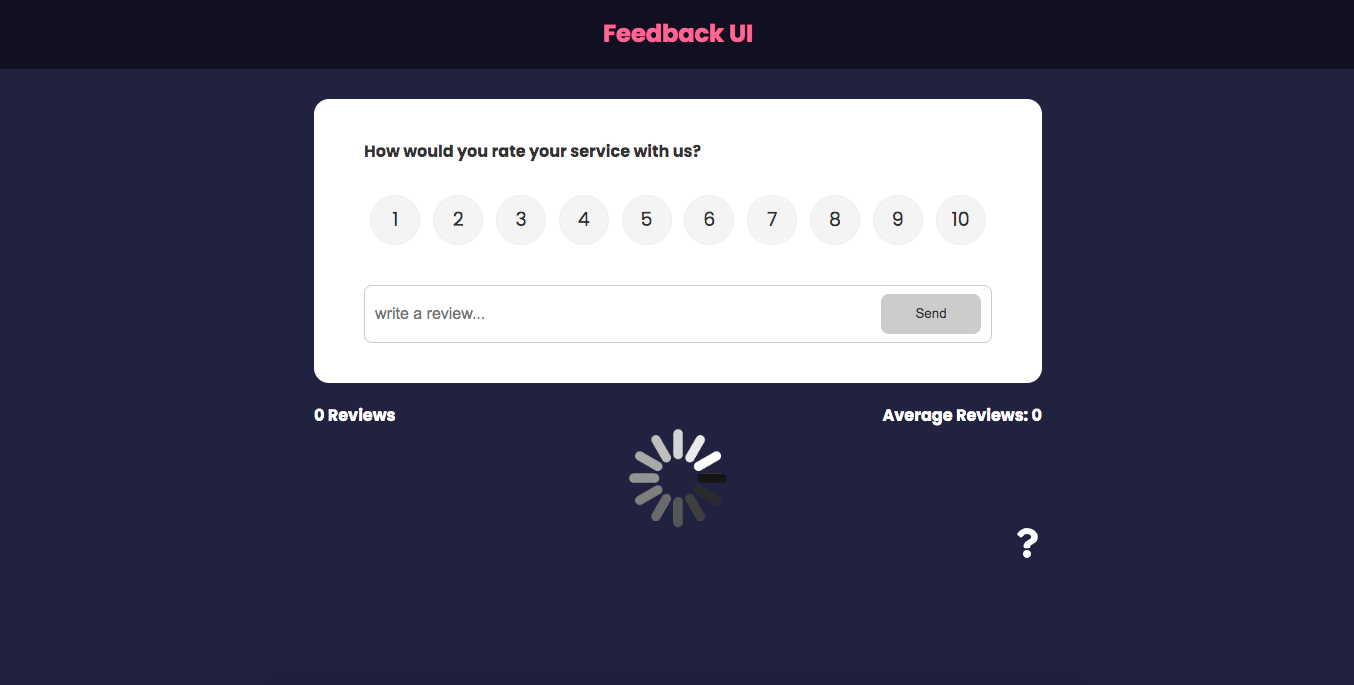 Feedback UI
How would you rate your service with us?
1 2 3 4 5 6 7 8 9 10
write a review... Send
0 Reviews Average Reviews: 0
?